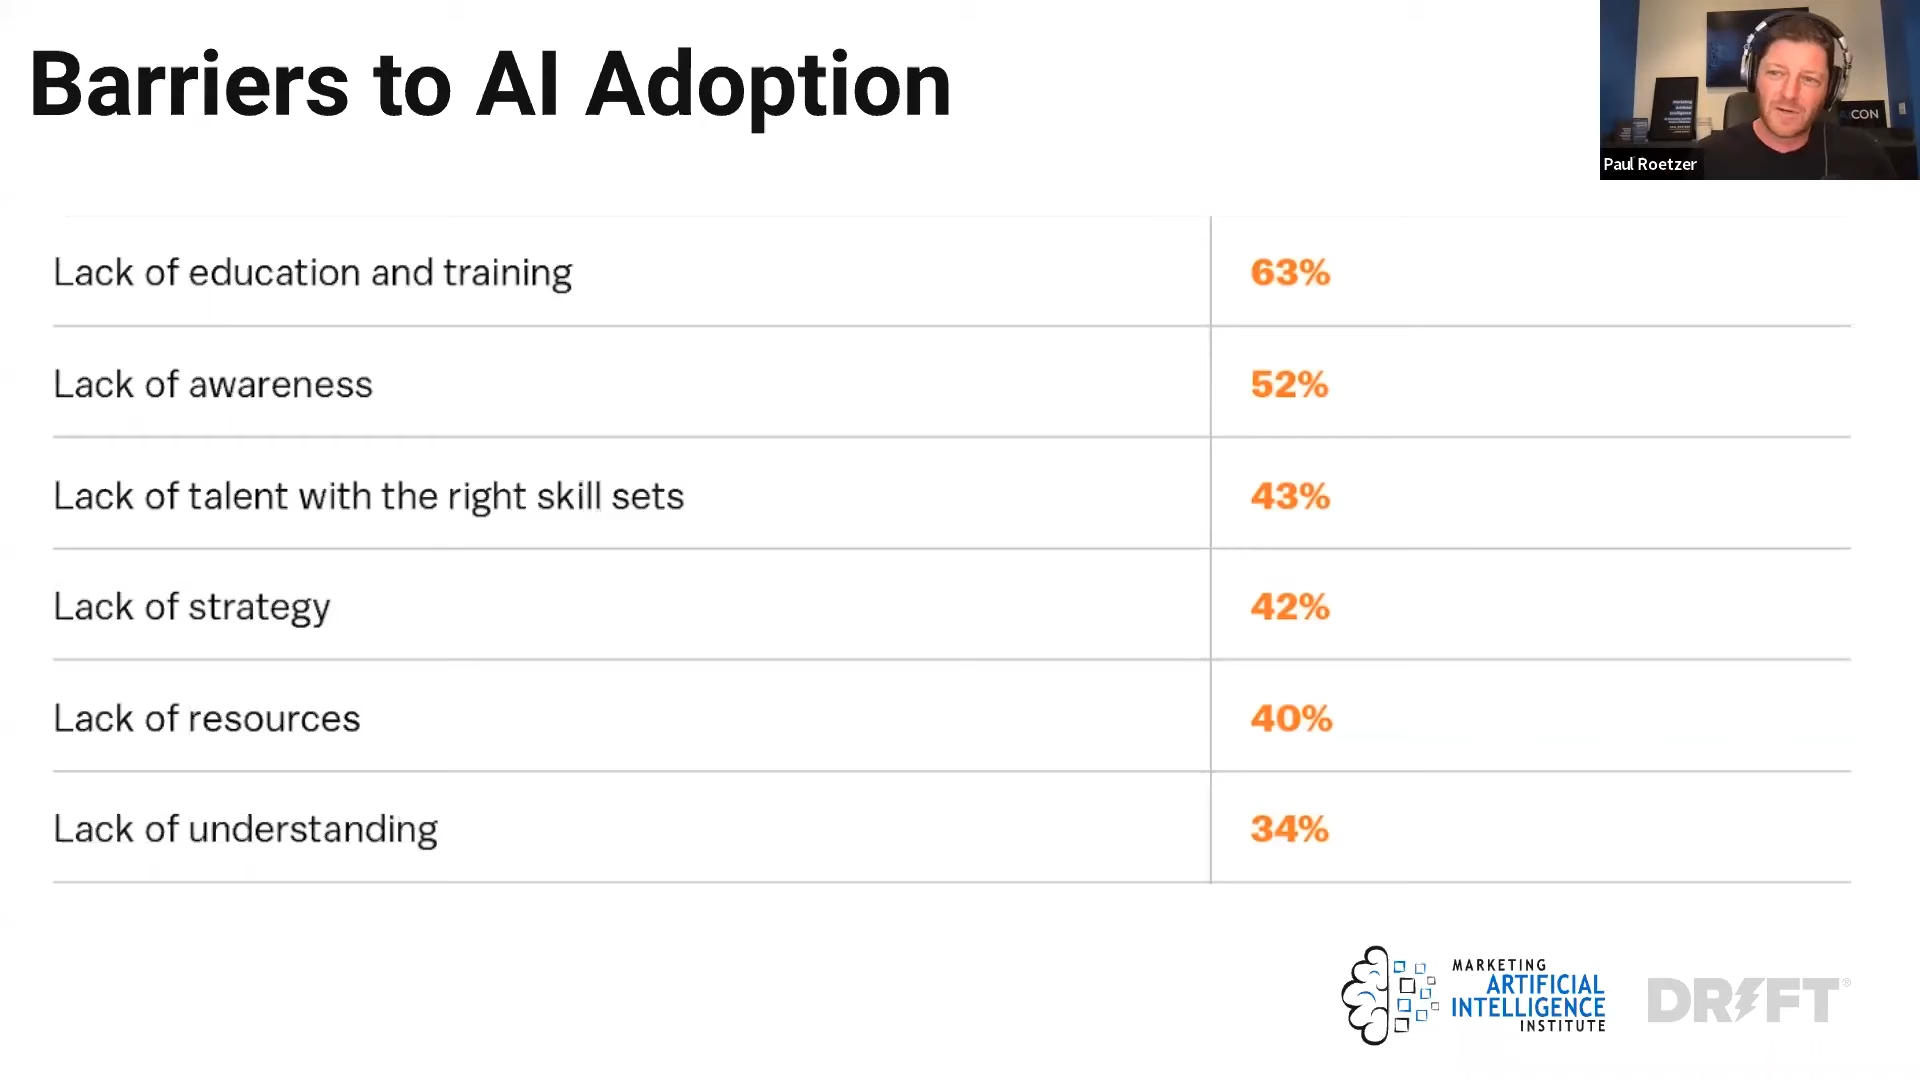 Barriers to AI Adoption
CON
Paul Roetzer
Lack of education and training 63%
Lack of awareness 52%
Lack of talent with the right skill sets 43%
Lack of strategy 42%
Lack of resources 40%
Lack of understanding 34%
MARKETING
ARTIFICIAL
INTELLIGENCE
INSTITUTE
DRIFT®